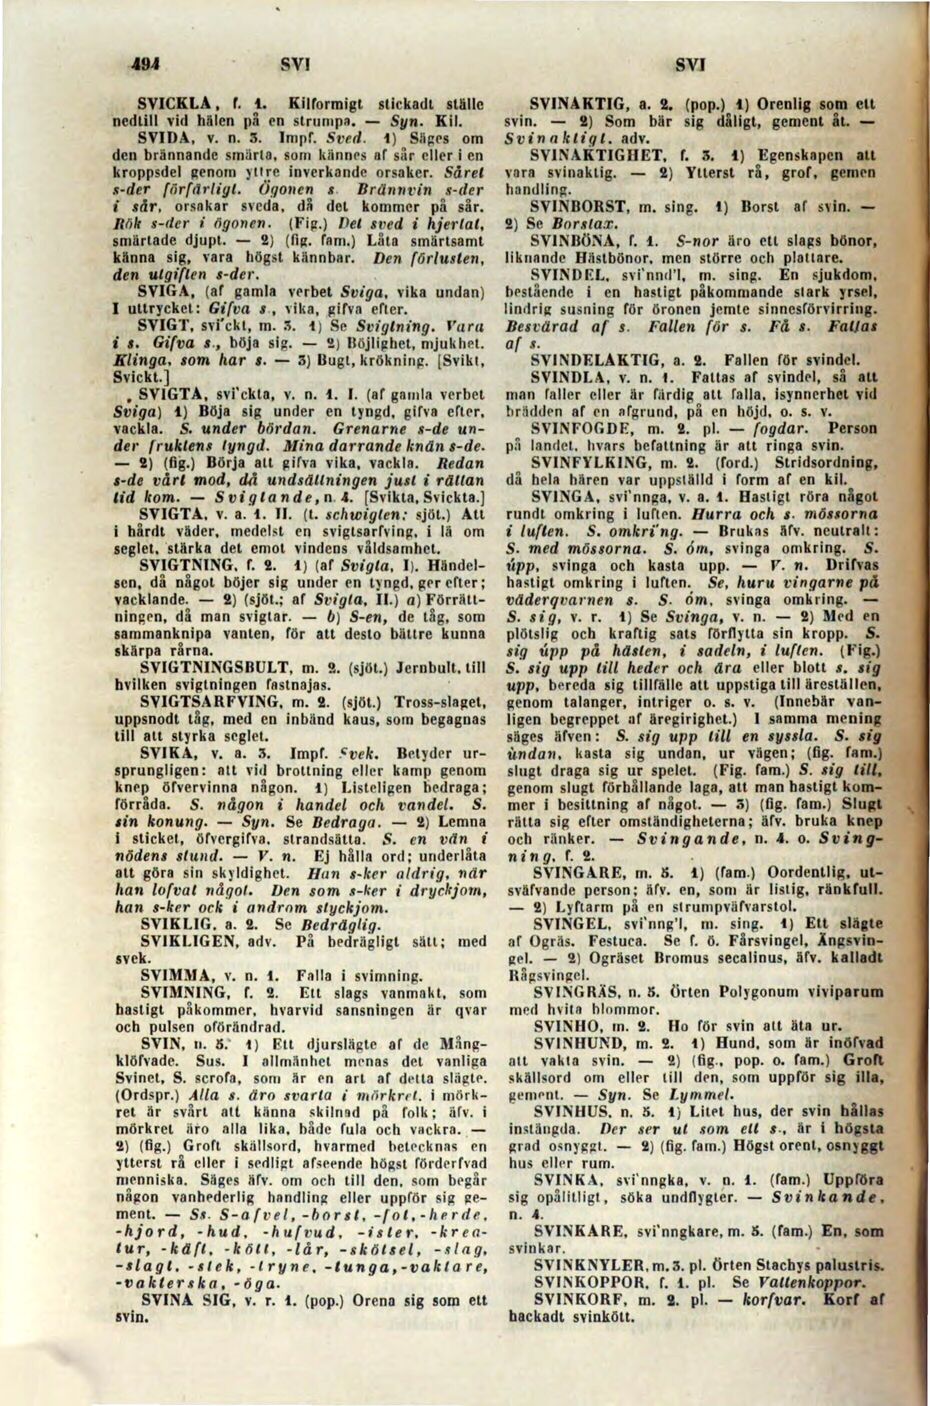 494 SVI SVI
SVICKLA, f. 1. Kilformigt stickadt ställe
nedtill vid hälen på en strumpa. — Syn. Kil.
SVIDA, v. n. 3. Impf. Sved. 1) Säges om
den brännande smärta, som kännes af sår eller i en
kroppsdel genom yttre inverkande orsaker. Såret
s-der förfärligt. Ögonen s. Brännvin s-der
i sår, orsakar sveda, då det kommer på sår.
Rök s-der i ögonen. (Fig.) Det sved i hjertat,
smärtade djupt. — 2) (fig. fam.) Låta smärtsamt
känna sig, vara högst kännbar. Den förlusten,
den utgiften s-der.
SVIGA, (af gamla verbet Sviga, vika undan)
I uttrycket: Gifva s., vika, gifva efter.
SVIGT, svi'ckt, m. 3. 1) Se Svigtning. Vara
i s. Gifva s., böja sig. — 2) Böjlighet, mjukhet.
Klinga, som har s. — 3) Bugt, krökning. [Svikt,
Svickt.]
SVIGTA, svi'ckta, v. n. 1. I. (af gamla verbet
Sviga) 1) Böja sig under en tyngd, gifva efter,
vackla. S. under bördan. Grenarne s-de un-
der fruktens tyngd. Mina darrande knän s-de.
— 2) (fig.) Börja att gifva vika, vackla. Redan
s-de vårt mod, då undsättningen just i rättan
tid kom. — Svigtande, n. 4. [Svikta, Svickta.]
SVIGTA, v. a. 1. II. (t. schwigten; sjöt.) Att
i hårdt väder, medelst en svigtsarfving, i lä om
seglet, stärka det emot vindens våldsamhet.
SVIGTNING, f. 2. 1) (af Svigta, I). Händel-
sen, då något böjer sig under en tyngd, ger efter;
vacklande. — 2) (sjöt.; af Svigta, II.) a) Förrätt-
ningen, då man svigtar. — b) S-en, de tåg, som
sammanknipa vanten, för att desto bättre kunna
skärpa rårna.
SVIGTNINGSBULT, m. 2. (sjöt.) Jernbult, till
hvilken svigtningen fastnajas.
SVIGTSARFVING, m. 2. (sjöt.) Tross-slaget,
uppsnodt tåg, med en inbänd kaus, som begagnas
till att styrka seglet.
SVIKA, v. a. 3. Impf. Svek. Betyder ur-
sprungligen: att vid brottning eller kamp genom
knep öfvervinna någon. 1) Listeligen bedraga;
förråda. S. någon i handel och vandel. S.
sin konung. — Syn. Se Bedraga. — 2) Lemna
i sticket, öfvergifva, strandsätta. S. en vän i
nödens stund. — V. n. Ej hålla ord; underlåta
att göra sin skyldighet. Han s-ker aldrig, när
han lofvat något. Den som s-ker i dryckjom,
han s-ker ock i androm styckjom.
SVIKLIG, a. 2. Se Bedräglig.
SVIKLIGEN, adv. På bedrägligt sätt; med
svek.
SVIMMA, v. n. 1. Falla i svimning.
SVIMNING, f. 2. Ett slags vanmakt, som
hastigt påkommer, hvarvid sansningen är qvar
och pulsen oförändrad.
SVIN, n. 5. 1) Ett djurslägte af de Mång-
klöfvade. Sus. I allmänhet menas det vanliga
Svinet, S. scrofa, som är en art af detta slägte.
(Ordspr.) Alla s. äro svarta i mörkret, i mörk-
ret är svårt att känna skilnad på folk; äfv. i
mörkret äro alla lika, både fula och vackra. —
2) (fig.) Groft skällsord, hvarmed betecknas en
ytterst rå eller i sedligt afseende högst förderfvad
menniska. Säges äfv. om och till den, som begår
någon vanhederlig handling eller uppför sig ge-
ment. — Ss. S-afvel, -borst, -fot, -herde,
-hjord, -hud, -hufvud, -ister, -krea-
tur, -käft, -kött, -lår, -skötsel, -slag,
-slagt, -stek, -tryne, -tunga, -vaktare,
-vakterska, -öga.
SVINA SIG, v. r. 1. (pop.) Orena sig som ett
svin.
SVINAKTIG, a. 2. (pop.) 1) Orenlig som ett
svin. — 2) Som bär sig dåligt, gement åt. —
Svinaktigt, adv.
SVINAKTIGHET, f. 3. 1) Egenskapen att
vara svinaktig. — 2) Ytterst rå, grof, gemen
handling.
SVINBORST, m. sing. 1) Borst af svin. —
2) Se Borstax.
SVINBÖNA, f. 1. S-nor äro ett slags bönor,
liknande Hästbönor, men större och plattare.
SVINDEL, svi'nnd'l, m. sing. En sjukdom,
bestående i en hastigt påkommande stark yrsel,
lindrig susning för öronen jemte sinnesförvirring.
Besvärad af s. Fallen för s. Få s. Fattas
af s.
SVINDELAKTIG, a. 2. Fallen för svindel.
SVINDLA, v. n. 1. Fattas af svindel, så att
man faller eller är färdig att falla, isynnerhet vid
brädden af en afgrund, på en höjd, o. s. v.
SVINFOGDE, m. 2. pl. — fogdar. Person
på landet, hvars befattning är att ringa svin.
SVINFYLKING, m. 2. (ford.) Stridsordning,
då hela hären var uppställd i form af en kil.
SVINGA, svi'nnga, v. a. 1. Hastigt röra något
rundt omkring i luften. Hurra och s. mössorna
i luften. S. omkri'ng. — Brukas äfv. neutralt:
S. med mössorna. S. óm, svinga omkring. S.
úpp, svinga och kasta upp. — V. n. Drifvas
hastigt omkring i luften. Se, huru vingarne på
väderqvarnen s. S. óm, svinga omkring. —
S. sig, v. r. 1) Se Svinga, v. n. — 2) Med en
plötslig och kraftig sats förflytta sin kropp. S.
sig úpp på hästen, i sadeln, i luften. (Fig.)
S. sig upp till heder och ära eller blott s. sig
upp, bereda sig tillfälle att uppstiga till äreställen,
genom talanger, intriger o. s. v. (Innebär van-
ligen begreppet af äregirighet.) I samma mening
säges äfven: S. sig upp till en syssla. S. sig
úndan, kasta sig undan, ur vägen; (fig. fam.)
slugt draga sig ur spelet. (Fig. fam.) S. sig till,
genom slugt förhållande laga, att man hastigt kom-
mer i besittning af något. — 3) (fig. fam.) Slugt
rätta sig efter omständigheterna; äfv. bruka knep
och ränker. — Svingande, n. 4. o. Sving-
ning, f. 2.
SVINGARE, m. 5. 1) (fam.) Oordentlig, ut-
sväfvande person; äfv. en, som är listig, ränkfull.
— 2) Lyftarm på en strumpväfvarstol.
SVINGEL, svi'nng'l, m. sing. 1) Ett slägte
af Ogräs. Festuca. Se f. ö. Fårsvingel, Ängsvin-
gel. — 2) Ogräset Bromus secalinus, äfv. kalladt
Rågsvingel.
SVINGRÄS, n. 5. Örten Polygonum viviparum
med hvita blommor.
SVINHO, m. 2. Ho för svin att äta ur.
SVINHUND, m. 2. 1) Hund, som är inöfvad
att vakta svin. — 2) (fig., pop. o. fam.) Groft
skällsord om eller till den, som uppför sig illa,
gement. — Syn. Se Lymmel.
SVINHUS, n. 5. 1) Litet hus, der svin hållas
instängda. Der ser ut som ett s., är i högsta
grad osnyggt. — 2) (fig. fam.) Högst orent, osnyggt
hus eller rum.
SVINKA, svi'nngka, v. n. 1. (fam.) Uppföra
sig opålitligt, söka undflygter. — Svinkande,
n. 4.
SVINKARE, svi'nngkare, m. 5. (fam.) En, som
svinkar.
SVINKNYLER, m. 3. pl. Örten Stachys palustris.
SVINKOPPOR, f. 1. pl. Se Vattenkoppor.
SVINKORF, m. 2. pl. — korfvar. Korf af
hackadt svinkött.